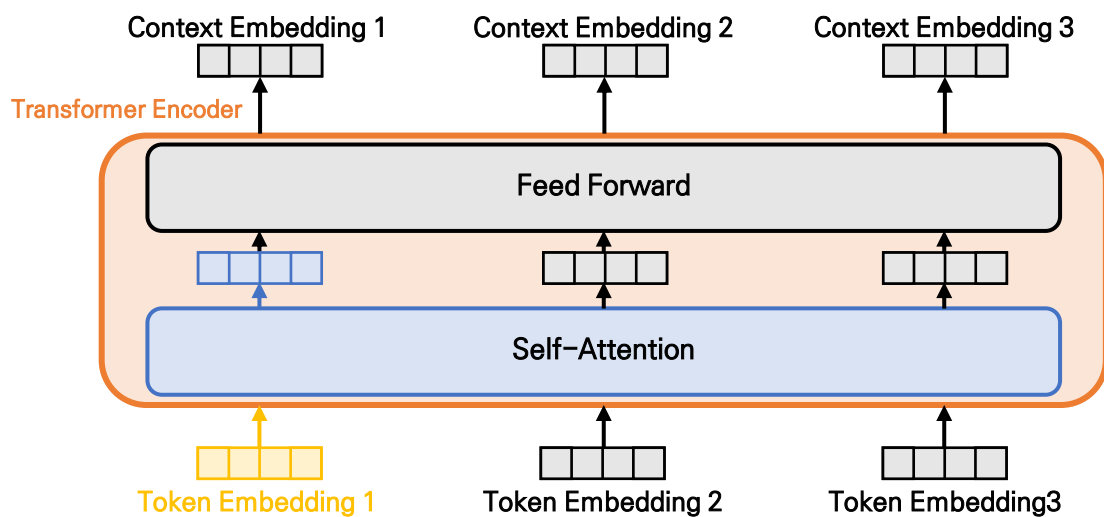 Context Embedding 1
Context Embedding 2
Context Embedding 3
Transformer Encoder
Feed Forward
Self-Attention
Token Embedding 1
Token Embedding 2
Token Embedding3